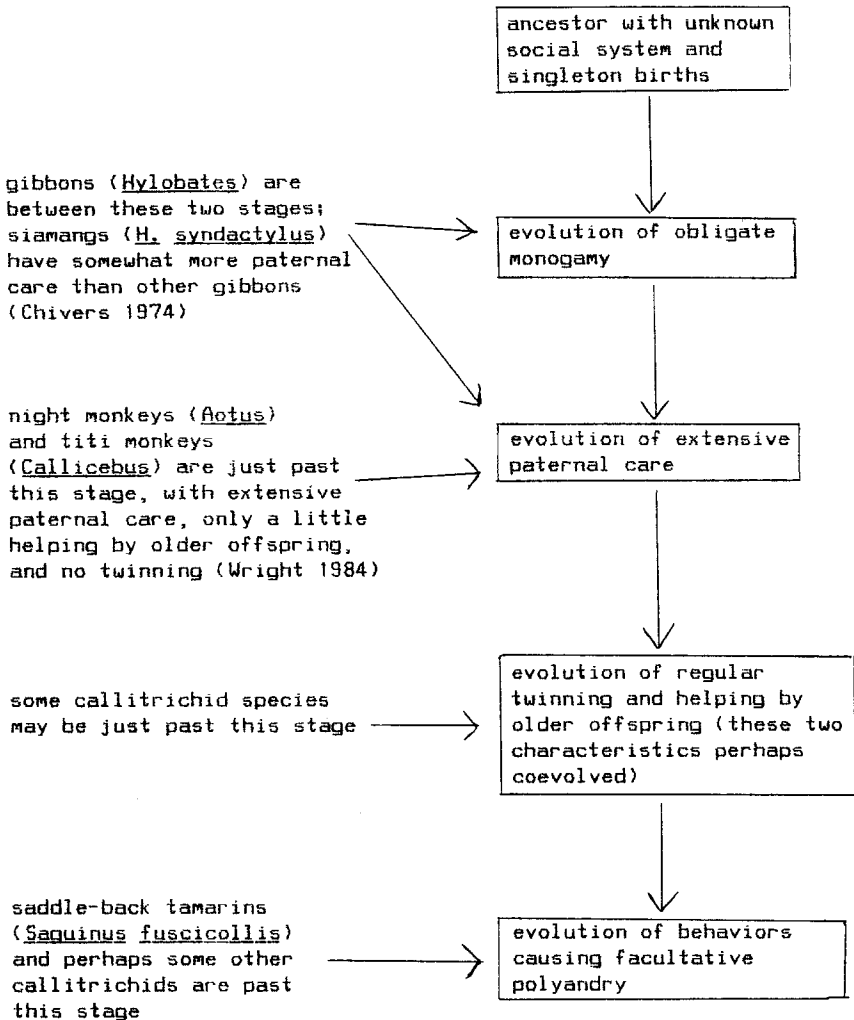 ancestor with unknown
social system and
singleton births
gibbons (Hylobates) are
between these two stages;
siamangs (H. syndactylus)
have somewhat more paternal
care than other gibbons
(Chivers 1974)
evolution of obligate
monogamy
night monkeys (Aotus)
and titi monkeys
(Callicebus) are just past
this stage, with extensive
paternal care, only a little
helping by older offspring,
and no twinning (Wright 1984)
evolution of extensive
paternal care
some callitrichid species
may be just past this stage
evolution of regular
twinning and helping by
older offspring (these two
characteristics perhaps
coevolved)
saddle-back tamarins
(Saguinus fuscicollis)
and perhaps some other
callitrichids are past
this stage
evolution of behaviors
causing facultative
polyandry